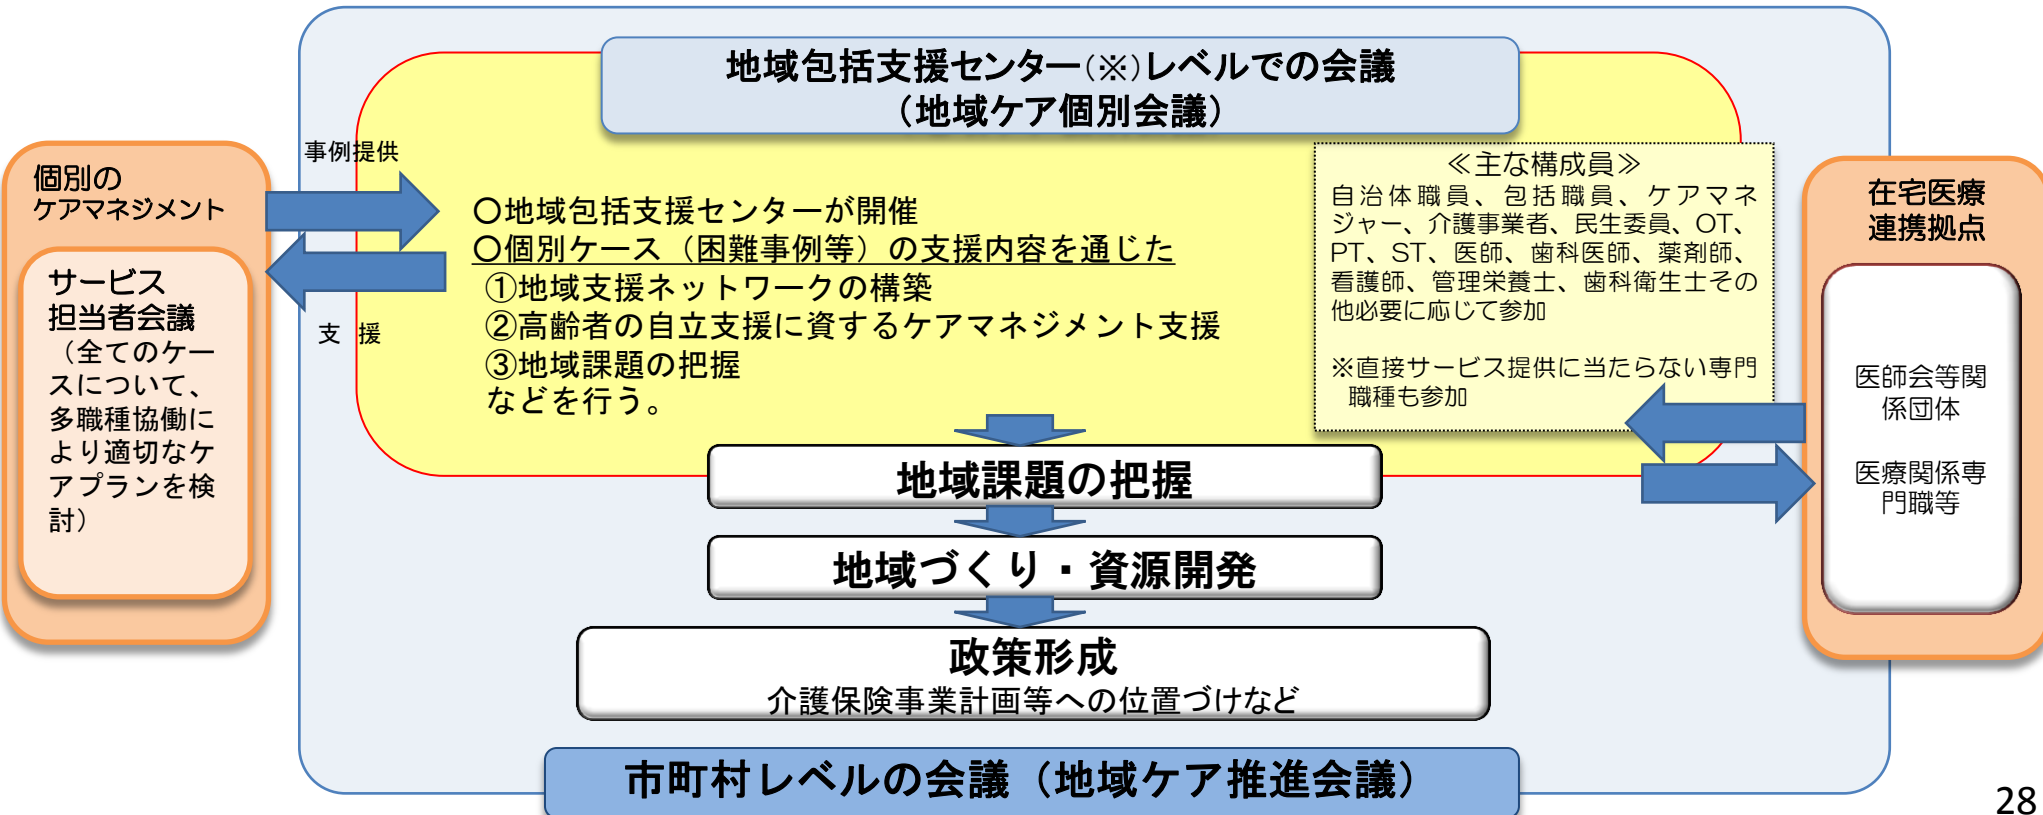 地域包括支援センター(※)レベルでの会議
（地域ケア個別会議）
事例提供
支 援
個別の
ケアマネジメント
サービス
担当者会議
（全てのケー
スについて、
多職種協働に
より適切なケ
アプランを検
討）
〇地域包括支援センターが開催
〇個別ケース（困難事例等）の支援内容を通じた
①地域支援ネットワークの構築
②高齢者の自立支援に資するケアマネジメント支援
③地域課題の把握
などを行う。
≪主な構成員≫
自治体職員、包括職員、ケアマネ
ジャー、介護事業者、民生委員、OT、
PT、ST、医師、歯科医師、薬剤師、
看護師、管理栄養士、歯科衛生士その
他必要に応じて参加
※直接サービス提供に当たらない専門
職種も参加
在宅医療
連携拠点
医師会等関
係団体
医療関係専
門職等
地域課題の把握
地域づくり・資源開発
政策形成
介護保険事業計画等への位置づけなど
市町村レベルの会議（地域ケア推進会議）
28